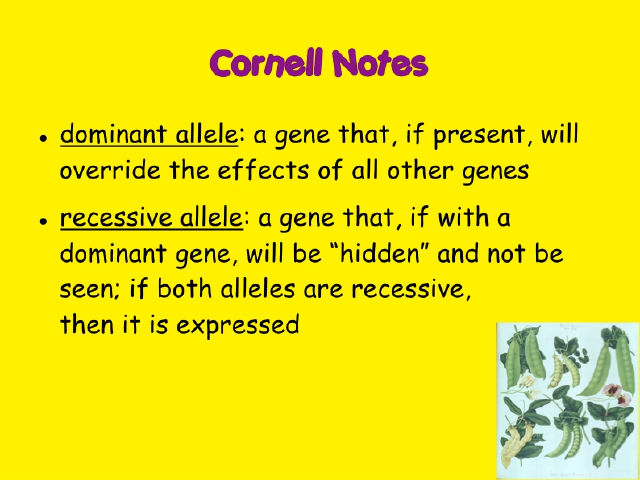 Cornell Notes
• dominant allele: a gene that, if present, will
override the effects of all other genes
• recessive allele: a gene that, if with a
dominant gene, will be “hidden” and not be
seen; if both alleles are recessive,
then it is expressed